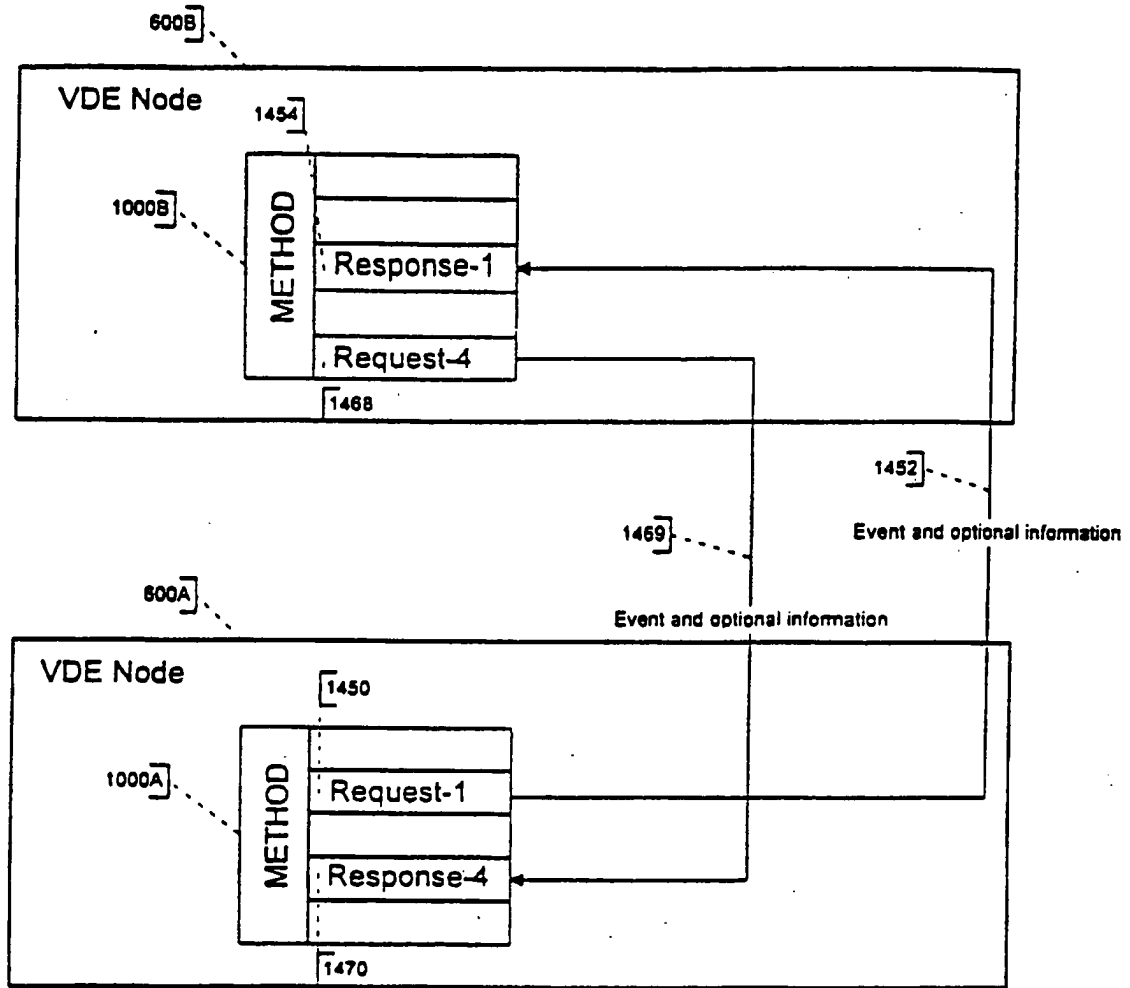 600B
VDE Node
1454
1000B
METHOD
Response-1
Request-4
1468
1452
1469
Event and optional information
600A
Event and optional information
VDE Node
1450
1000A
METHOD
Request-1
Response-4
1470